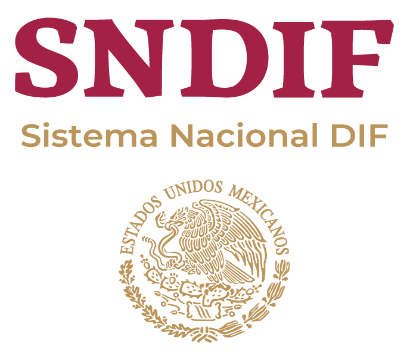 SNDIF
Sistema Nacional DIF
ESTADOS UNIDOS MEXICANOS